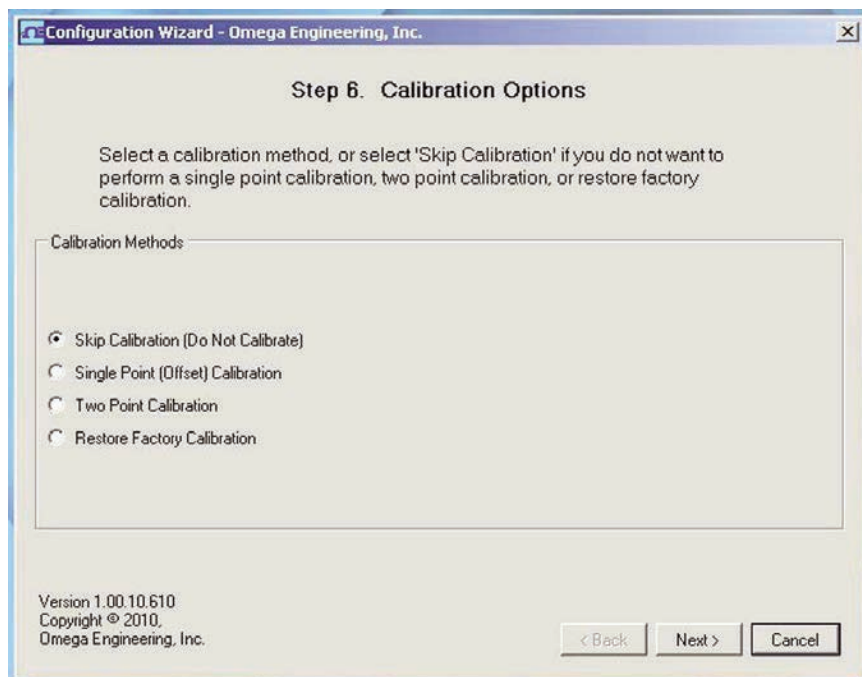 Configuration Wizard - Omega Engineering, Inc.
Step 6. Calibration Options
Select a calibration method, or select 'Skip Calibration' if you do not want to
perform a single point calibration, two point calibration, or restore factory
calibration.
Calibration Methods
Skip Calibration (Do Not Calibrate)
Single Point (Offset) Calibration
Two Point Calibration
Restore Factory Calibration
Version 1.00.10.610
Copyright © 2010,
Omega Engineering, Inc.
< Back Next > Cancel